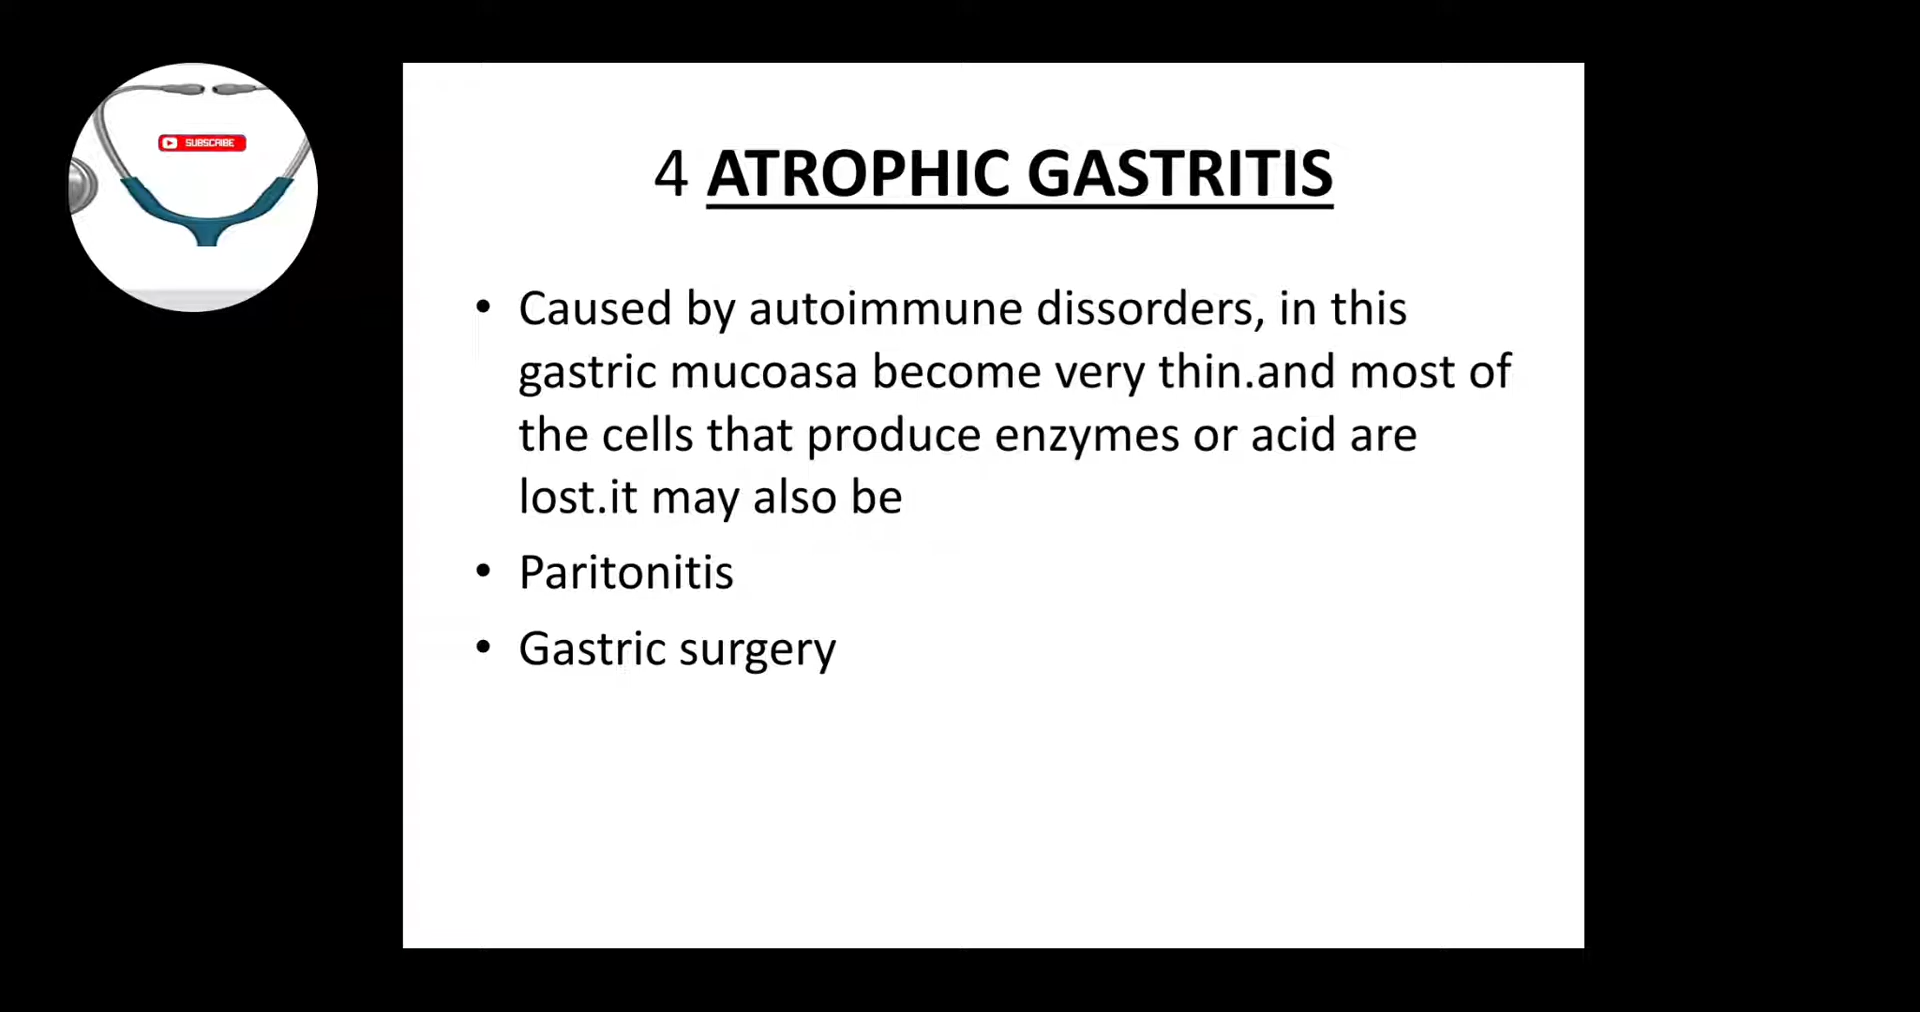 SUBSCRIBE
4 ATROPHIC GASTRITIS
• Caused by autoimmune dissorders, in this
gastric mucoasa become very thin.and most of
the cells that produce enzymes or acid are
lost.it may also be
• Paritonitis
• Gastric surgery